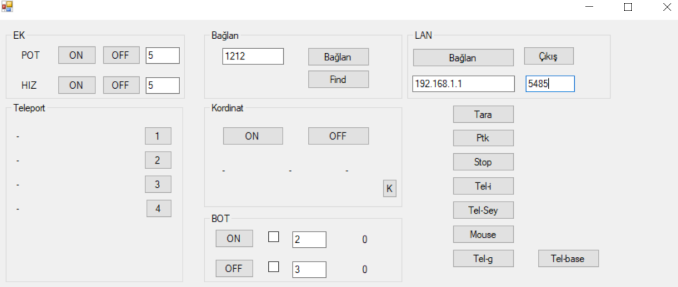 EK
POT ON OFF 5
HIZ ON OFF 5
Bağlan
1212 Bağlan
Find
LAN
Bağlan Çıkış
192.168.1.1 5485
Teleport
- 1
- 2
- 3
- 4
Kordinat
ON OFF
- - -
K
BOT
ON 2 0
OFF 3 0
Tara
Ptk
Stop
Tel-i
Tel-Sey
Mouse
Tel-g Tel-base